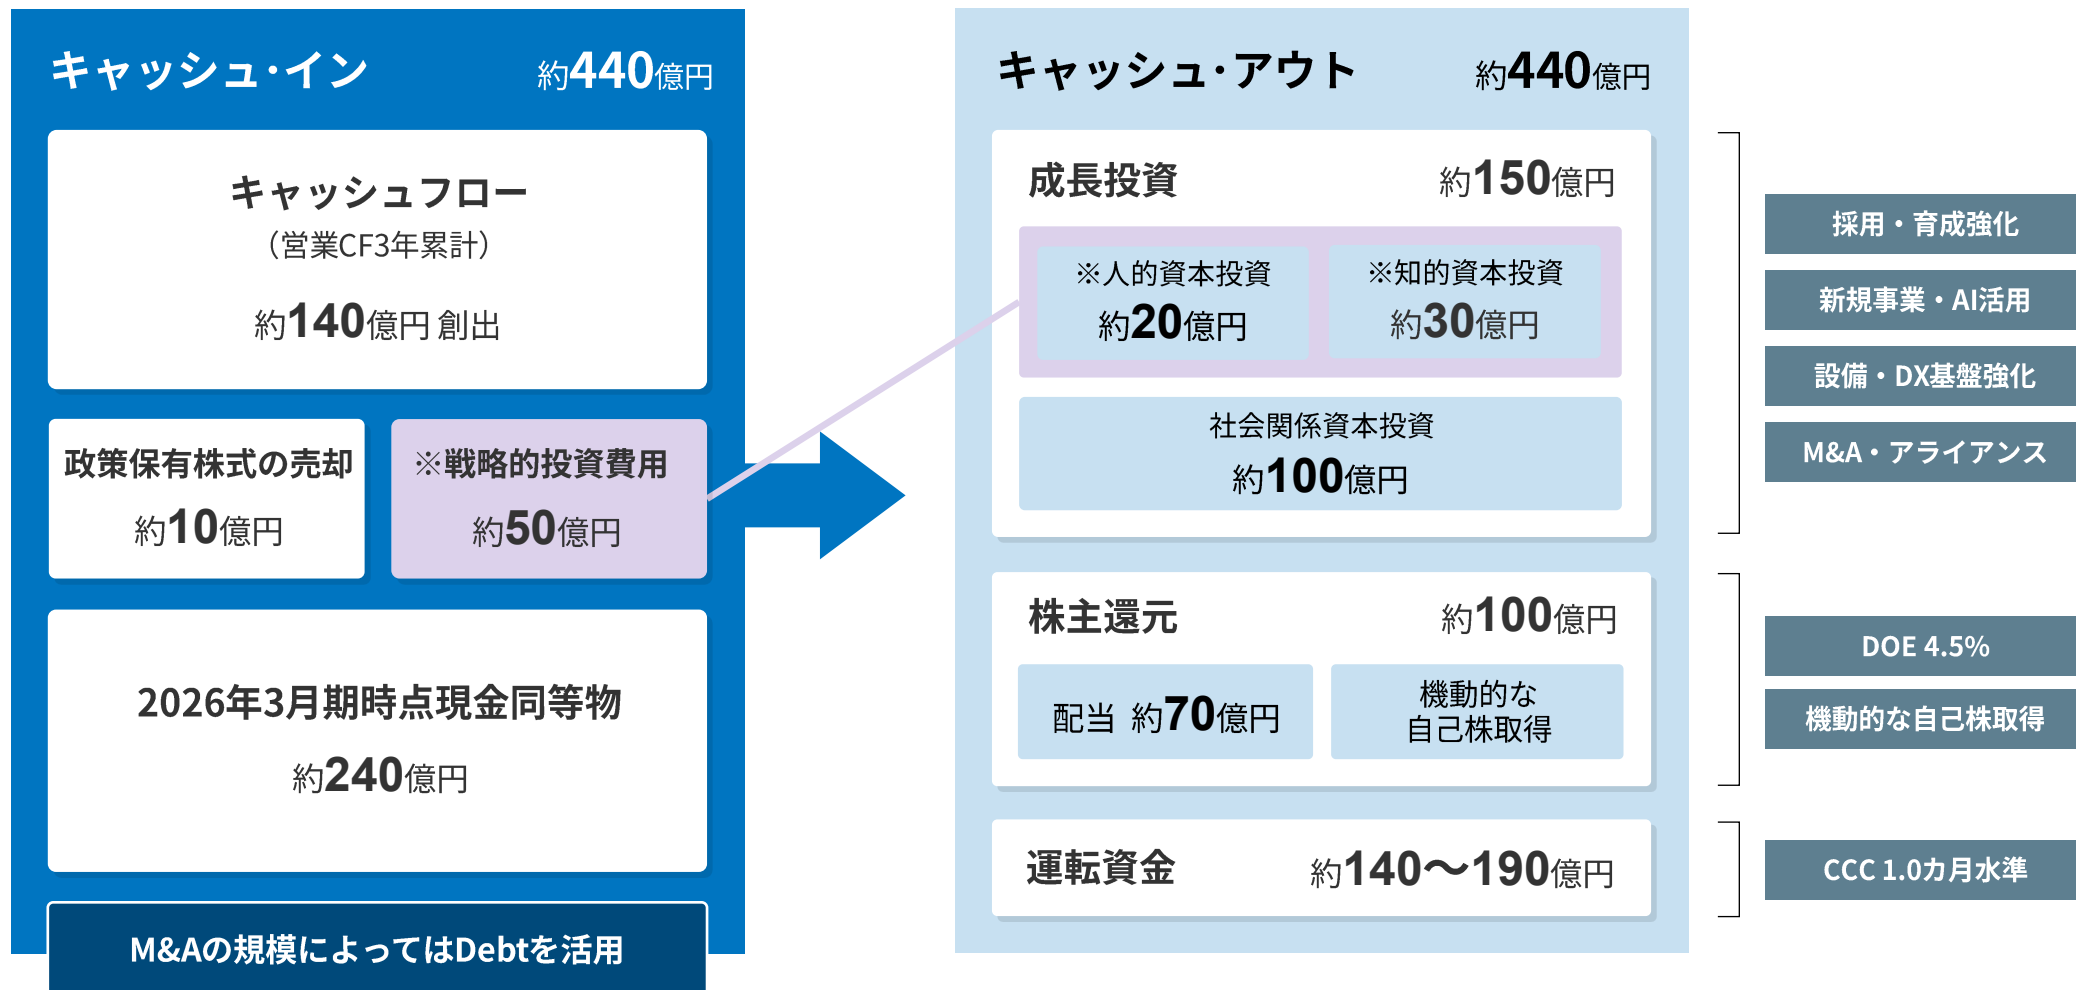 キャッシュ・イン 約440億円
キャッシュフロー
（営業CF3年累計）
約140億円 創出
政策保有株式の売却
約10億円
※戦略的投資費用
約50億円
2026年3月期時点現金同等物
約240億円
M&Aの規模によってはDebtを活用
キャッシュ・アウト 約440億円
成長投資 約150億円
※人的資本投資
約20億円
※知的資本投資
約30億円
社会関係資本投資
約100億円
株主還元 約100億円
配当 約70億円
機動的な
自己株取得
運転資金 約140〜190億円
採用・育成強化
新規事業・AI活用
設備・DX基盤強化
M&A・アライアンス
DOE 4.5%
機動的な自己株取得
CCC 1.0カ月水準